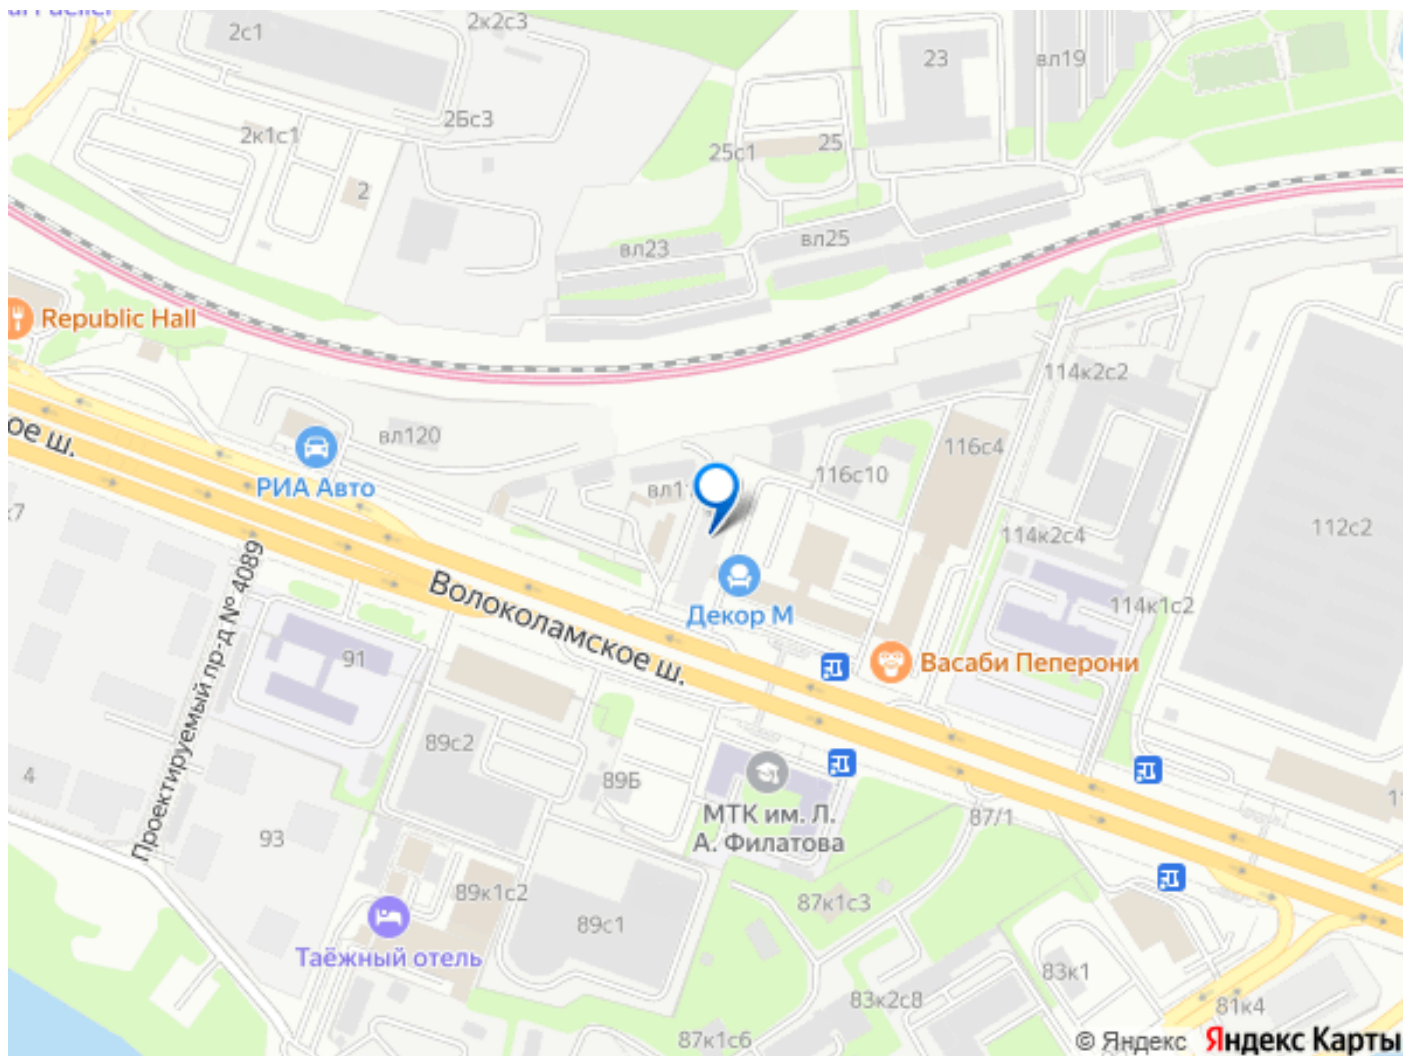 2с1
2к2с3
23
вл19
2Бс3
2к1с1
25с1
25
2
вл23
вл25
Republic Hall
114к2с2
ое ш.
вл120
116с4
РИА Авто
116с10
114к2с4
112с2
Проектируемый пр-д № 4089
Волоколамское ш.
Декор М
114к1с2
91
Васаби Пеперони
89с2
89Б
4
МТК им. Л.
А. Филатова
87/1
93
89к1с2
87к1с3
89с1
Таёжный отель
83к1
83к2с8
81к4
87к1с6
© Яндекс Яндекс Карты